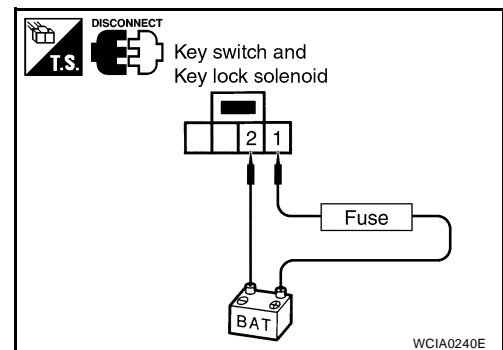 DISCONNECT
T.S.
Key switch and
Key lock solenoid
2 1
Fuse
BAT
WCIA0240E